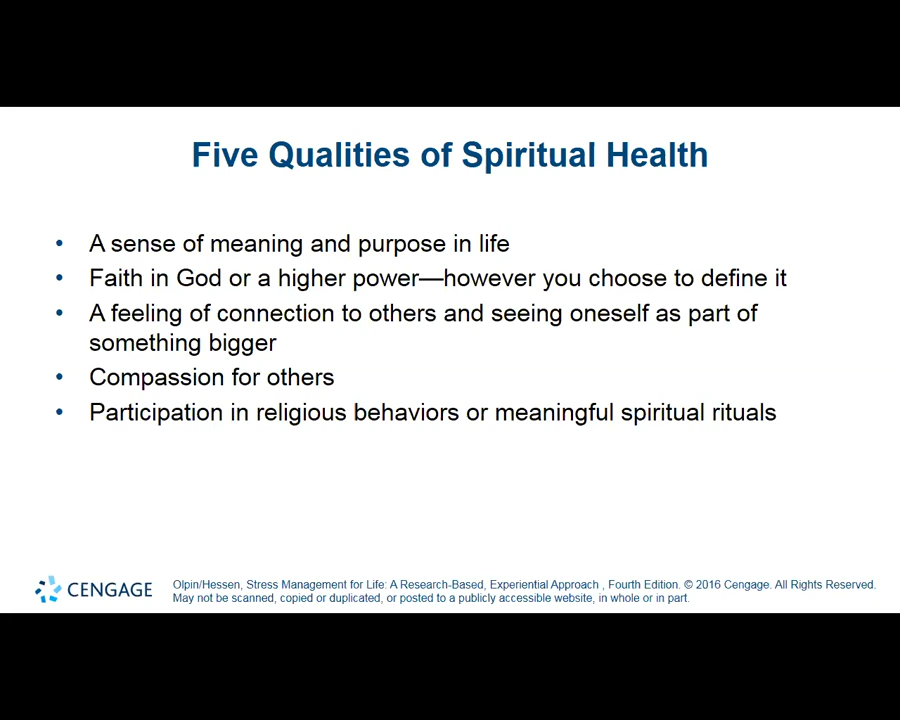 Five Qualities of Spiritual Health
• A sense of meaning and purpose in life
• Faith in God or a higher power—however you choose to define it
• A feeling of connection to others and seeing oneself as part of
something bigger
• Compassion for others
• Participation in religious behaviors or meaningful spiritual rituals
CENGAGE
Olpin/Hessen, Stress Management for Life: A Research-Based, Experiential Approach , Fourth Edition. © 2016 Cengage. All Rights Reserved.
May not be scanned, copied or duplicated, or posted to a publicly accessible website, in whole or in part.